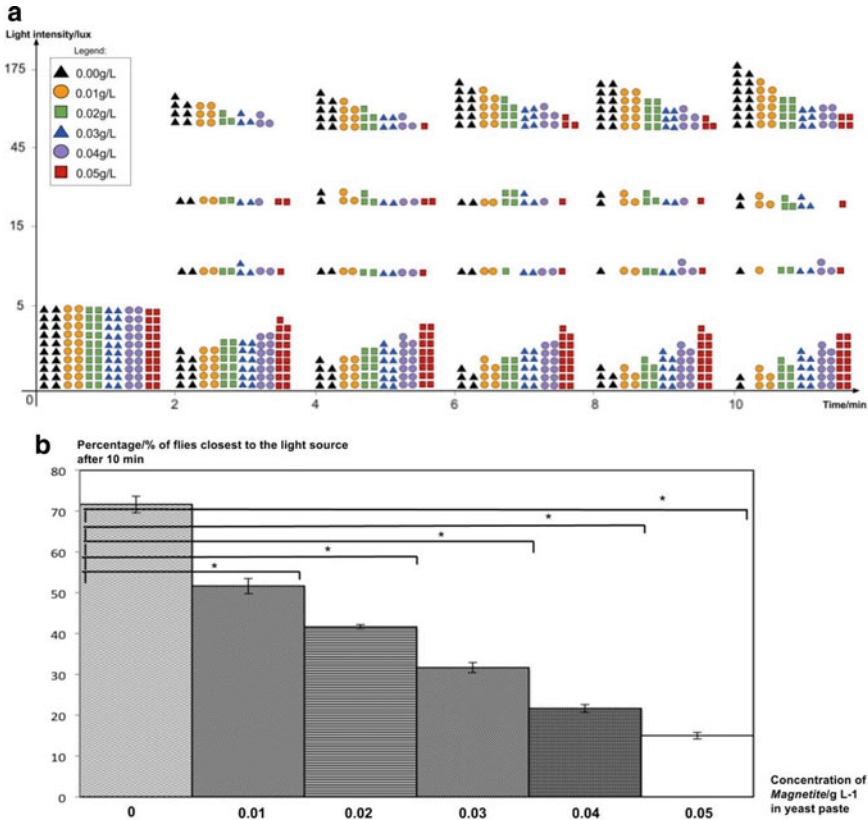 a
Light intensity/lux
Legend:
0.00g/L
0.01g/L
0.02g/L
0.03g/L
0.04g/L
0.05g/L
175
45
15
5
0
2
4
6
8
10
Time/min
b
Percentage/% of flies closest to the light source
after 10 min
80
70
60
50
40
30
20
10
0
*
*
*
*
*
0
0.01
0.02
0.03
0.04
0.05
Concentration of
Magnetite/g L-1
in yeast paste